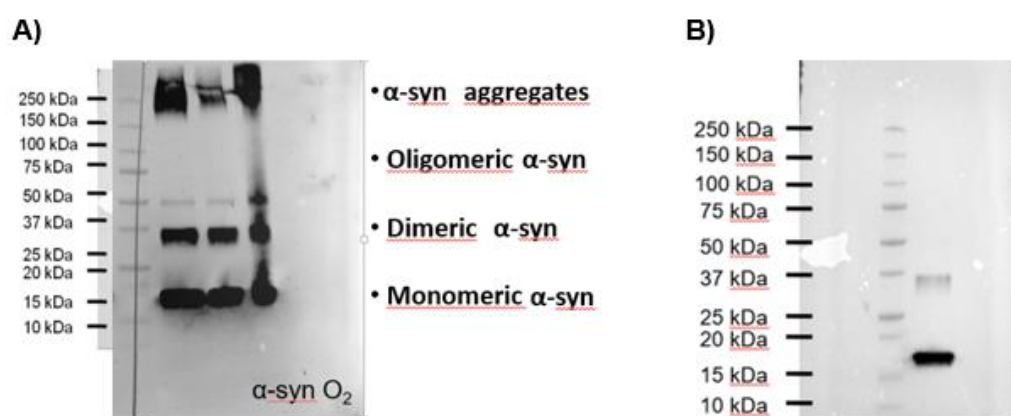 A)
250 kDa
150 kDa
100 kDa
75 kDa
50 kDa
37 kDa
25 kDa
20 kDa
15 kDa
10 kDa
•α-syn aggregates
• Oligomeric α-syn
• Dimeric α-syn
• Monomeric α-syn
α-syn O₂
B)
250 kDa
150 kDa
100 kDa
75 kDa
50 kDa
37 kDa
25 kDa
20 kDa
15 kDa
10 kDa